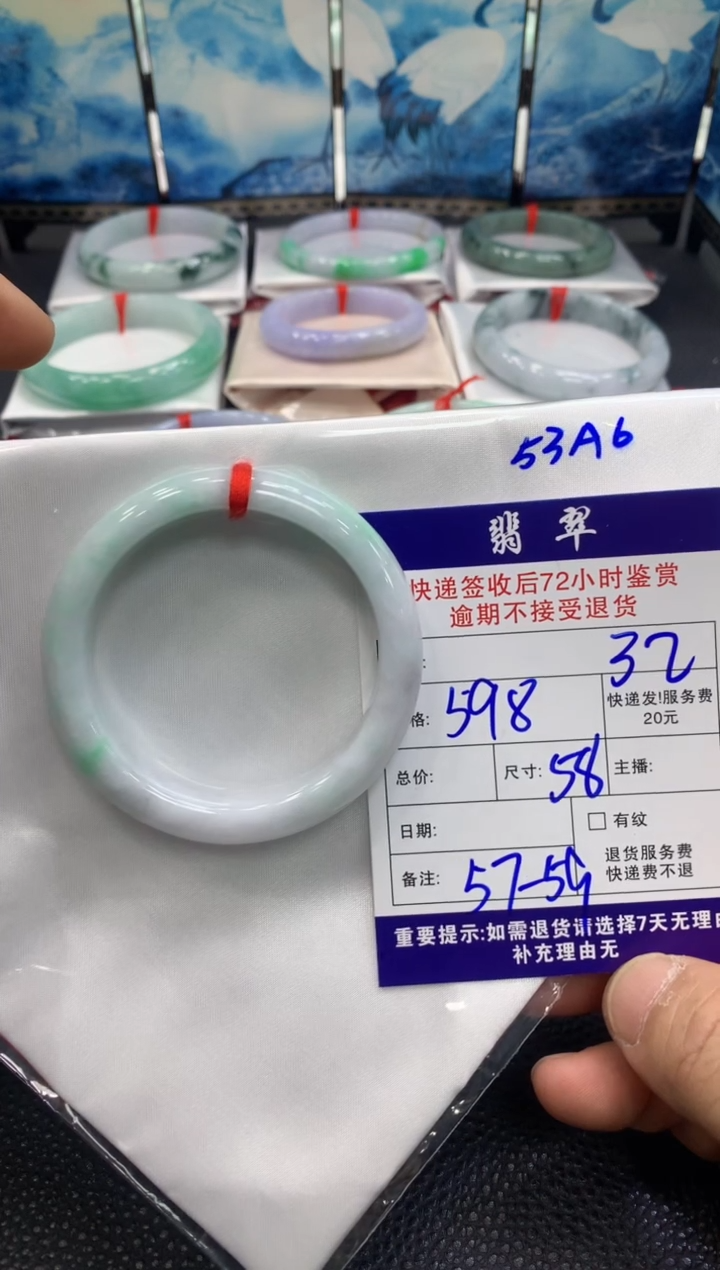 53A6
翡翠
快递签收后72小时鉴赏
逾期不接受退货
: 32
格: 598
快递发!服务费
20元
总价:
尺寸: 58
主播:
日期:
有纹
备注: 57-59
退货服务费
快递费不退
重要提示:如需退货请选择7天无理由
补充理由无